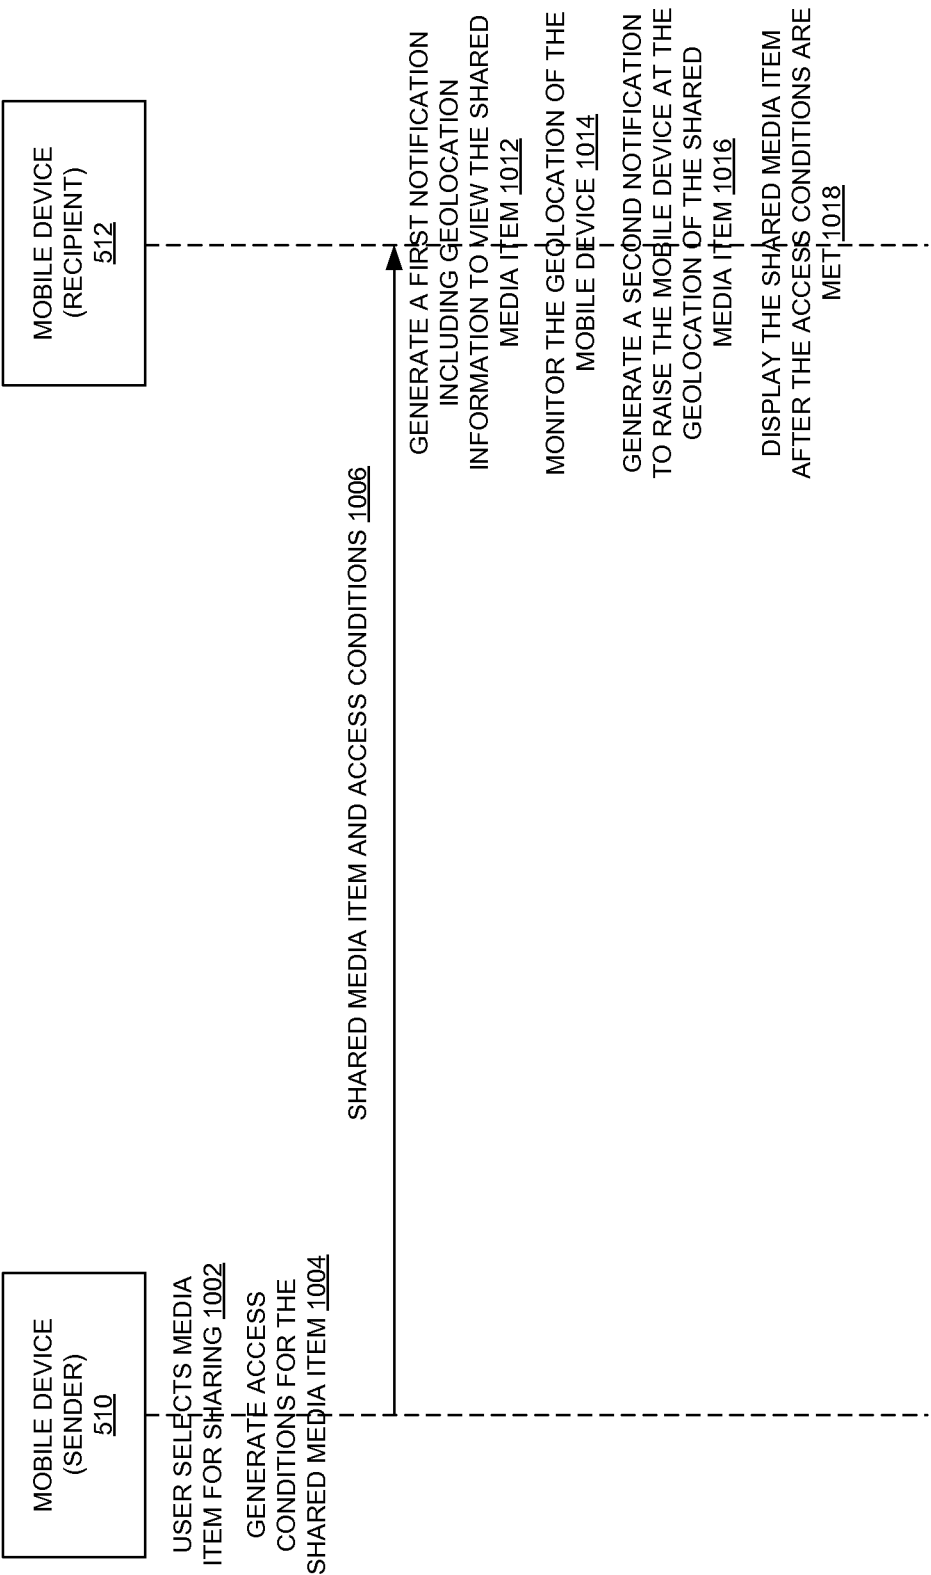 MOBILE DEVICE
(SENDER)
510
MOBILE DEVICE
(RECIPIENT)
512
USER SELECTS MEDIA
ITEM FOR SHARING 1002
GENERATE ACCESS
CONDITIONS FOR THE
SHARED MEDIA ITEM 1004
SHARED MEDIA ITEM AND ACCESS CONDITIONS 1006
GENERATE A FIRST NOTIFICATION
INCLUDING GEOLOCATION
INFORMATION TO VIEW THE SHARED
MEDIA ITEM 1012
MONITOR THE GEOLOCATION OF THE
MOBILE DEVICE 1014
GENERATE A SECOND NOTIFICATION
TO RAISE THE MOBILE DEVICE AT THE
GEOLOCATION OF THE SHARED
MEDIA ITEM 1016
DISPLAY THE SHARED MEDIA ITEM
AFTER THE ACCESS CONDITIONS ARE
MET 1018